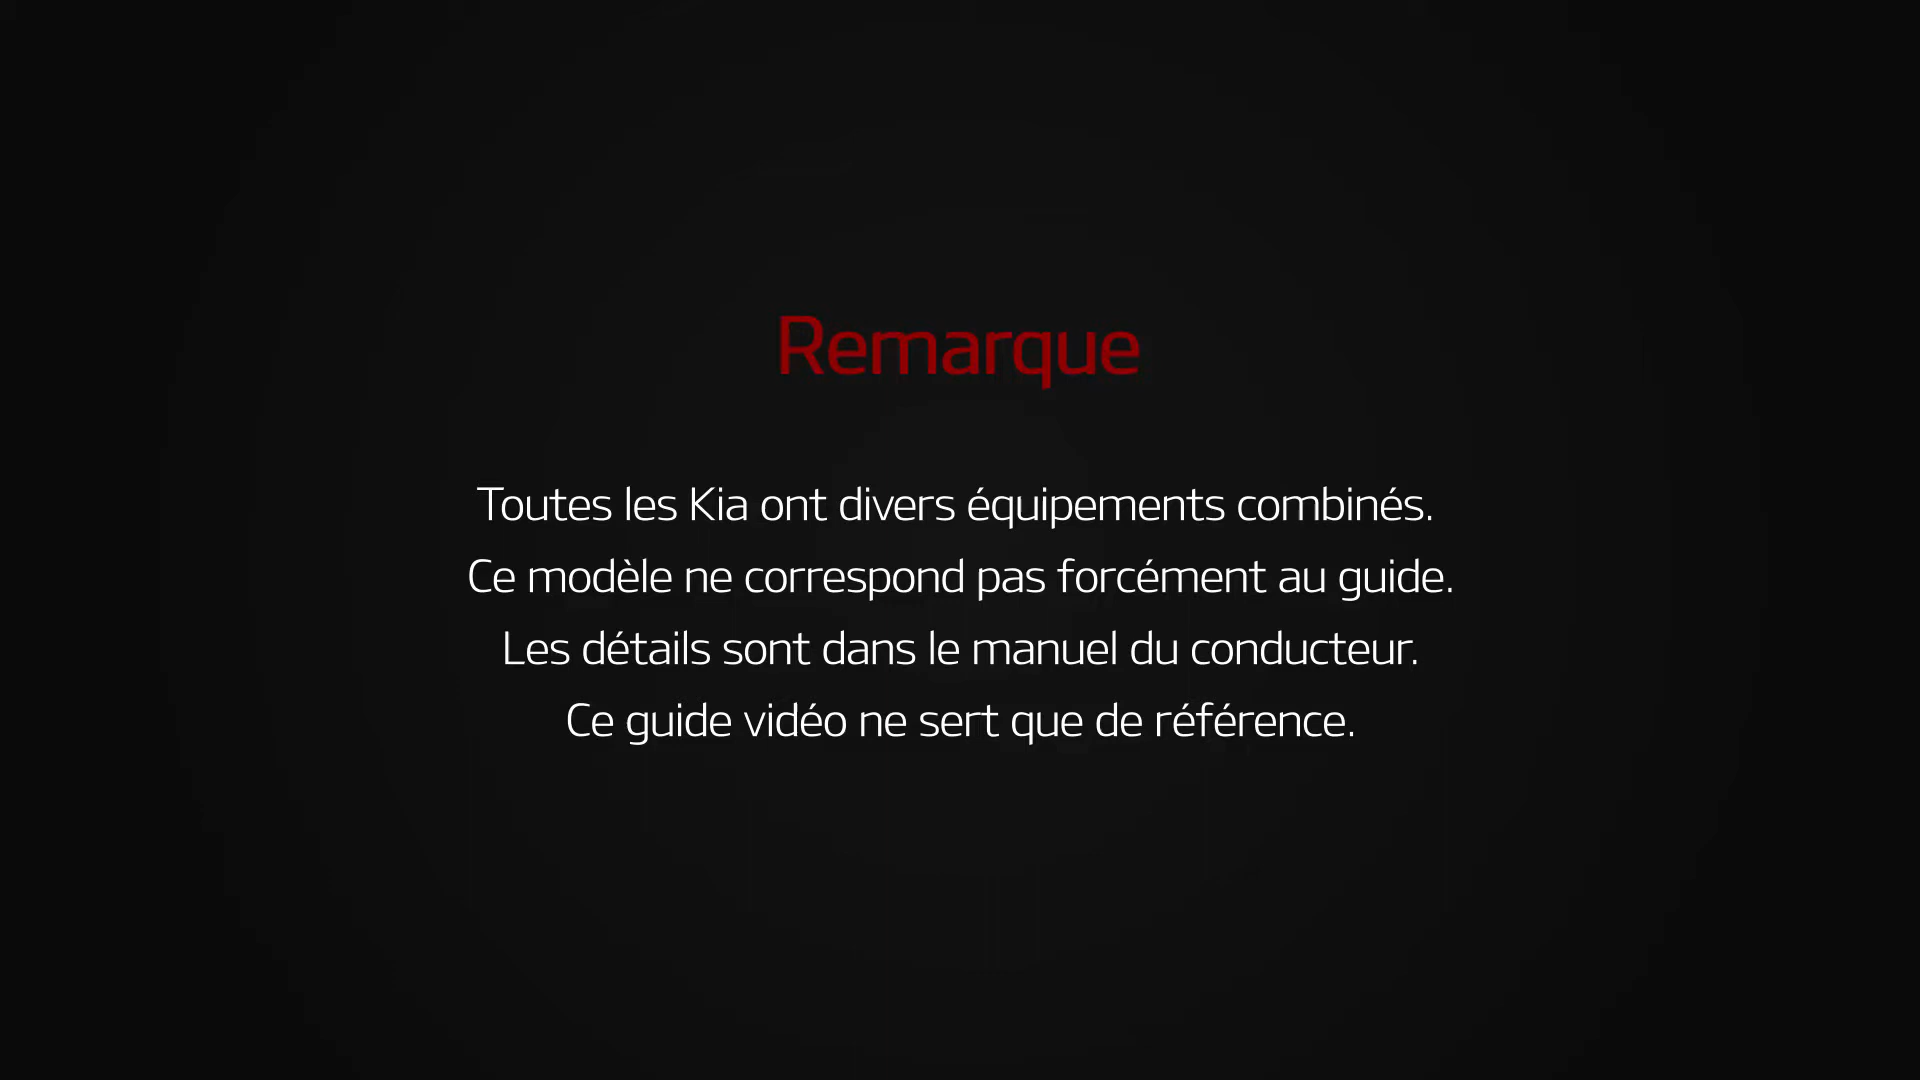 Remarque
Toutes les Kia ont divers équipements combinés.
Ce modèle ne correspond pas forcément au guide.
Les détails sont dans le manuel du conducteur.
Ce guide vidéo ne sert que de référence.